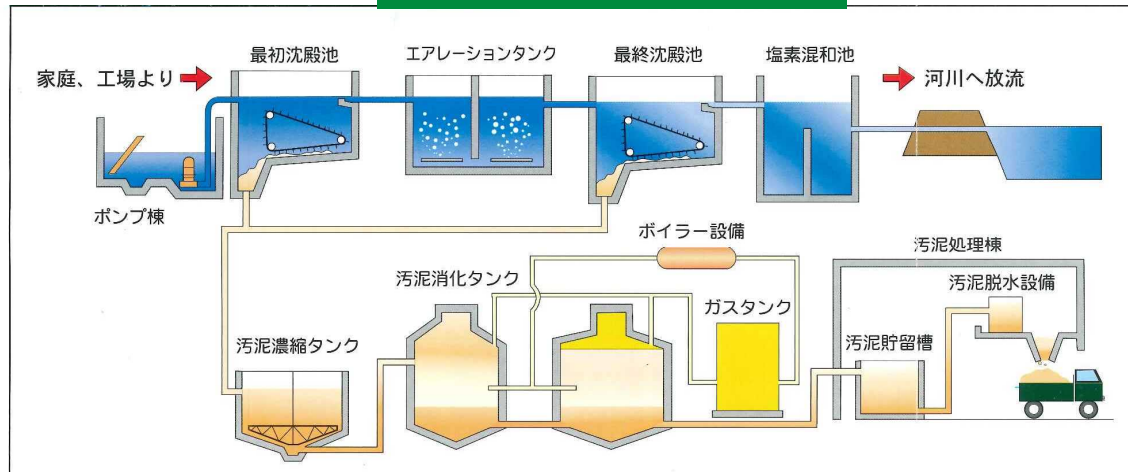 家庭、工場より
最初沈殿池
エアレーションタンク
最終沈殿池
塩素混和池
河川へ放流
ポンプ棟
ボイラー設備
汚泥処理棟
汚泥消化タンク
汚泥脱水設備
ガスタンク
汚泥濃縮タンク
汚泥貯留槽